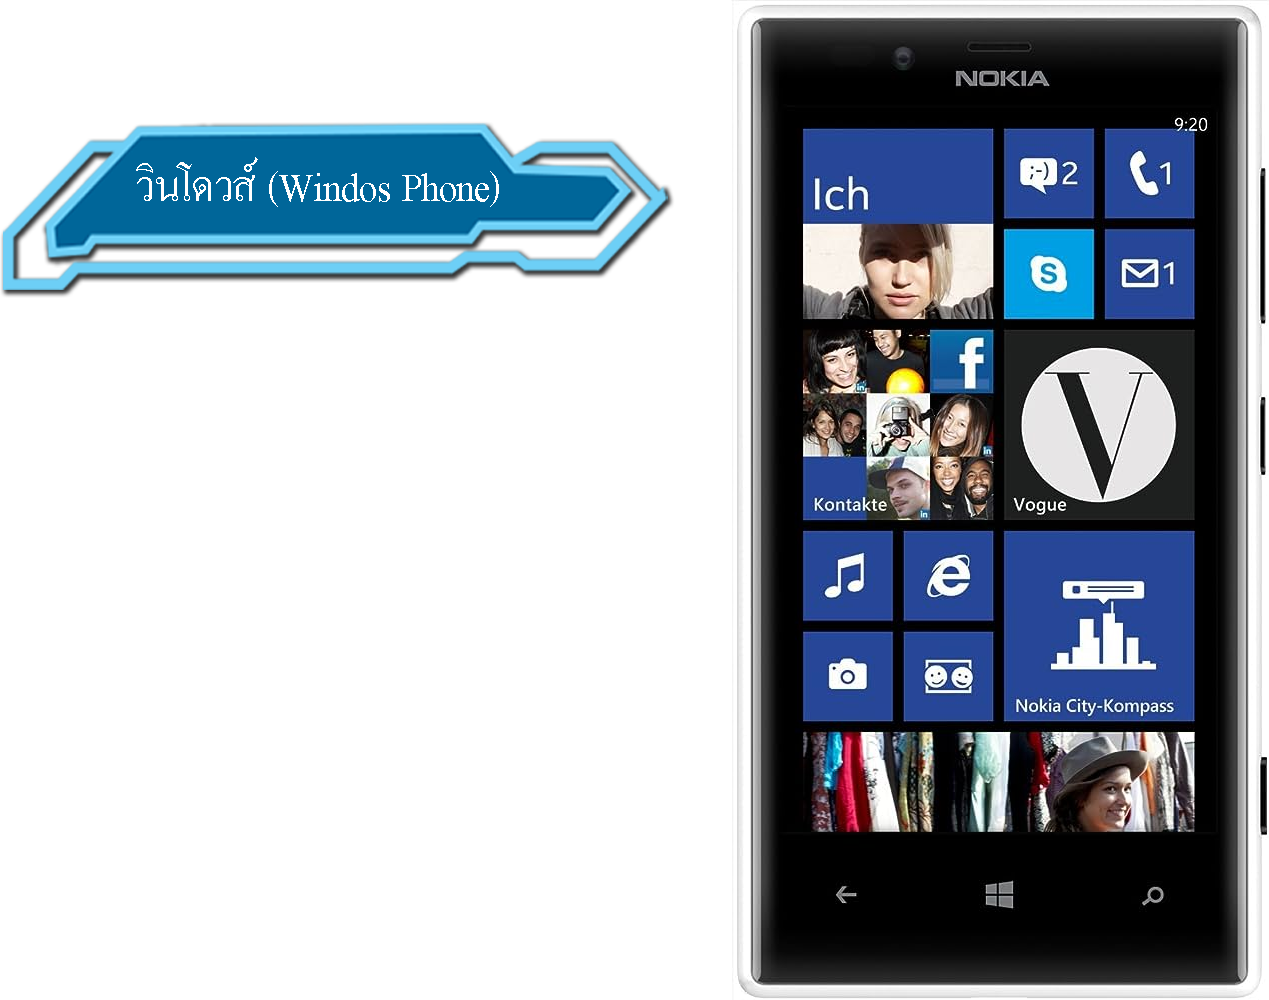 วินโดวส์ (Windos Phone)
NOKIA
9:20
Ich
2
1
1
Kontakte
Vogue
Nokia City-Kompass